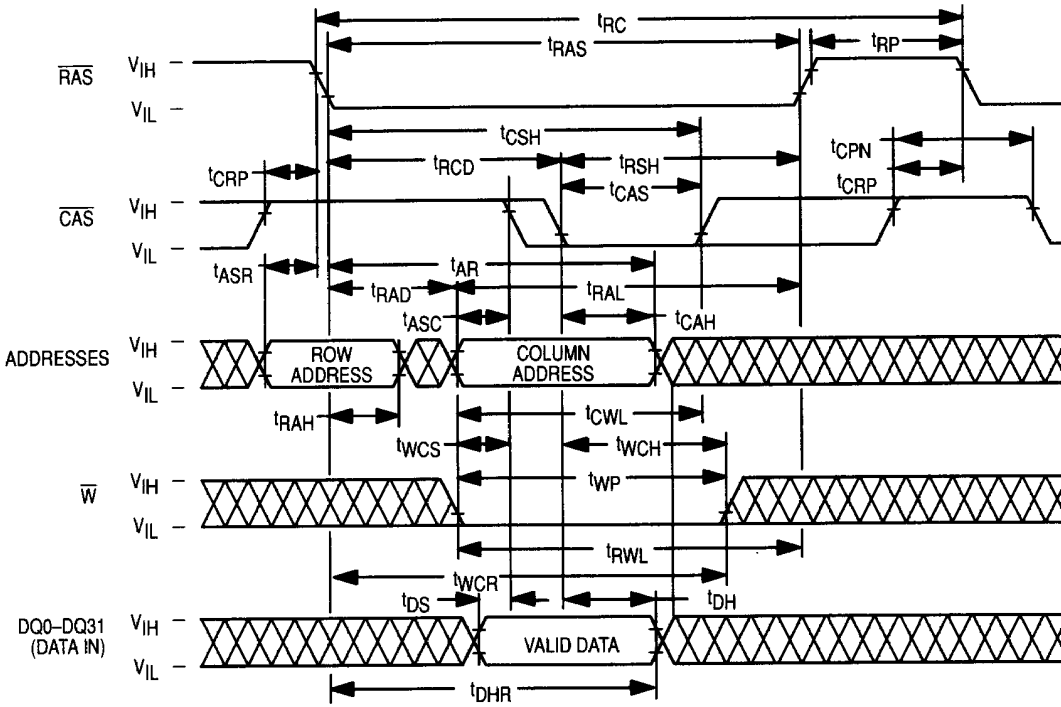 tRC
tRAS
tRP
RAS
VIH
VIL
tCSH
tRCD
tRSH
tCPN
tCRP
tCAS
tCRP
CAS
VIH
VIL
tASR
tAR
tRAD
tRAL
tASC
tCAH
ADDRESSES
VIH
VIL
ROW ADDRESS
COLUMN ADDRESS
tRAH
tCWL
tWCS
tWCH
W
VIH
VIL
tWP
tRWL
tWCR
tDS
tDH
DQ0–DQ31
(DATA IN)
VIH
VIL
VALID DATA
tDHR